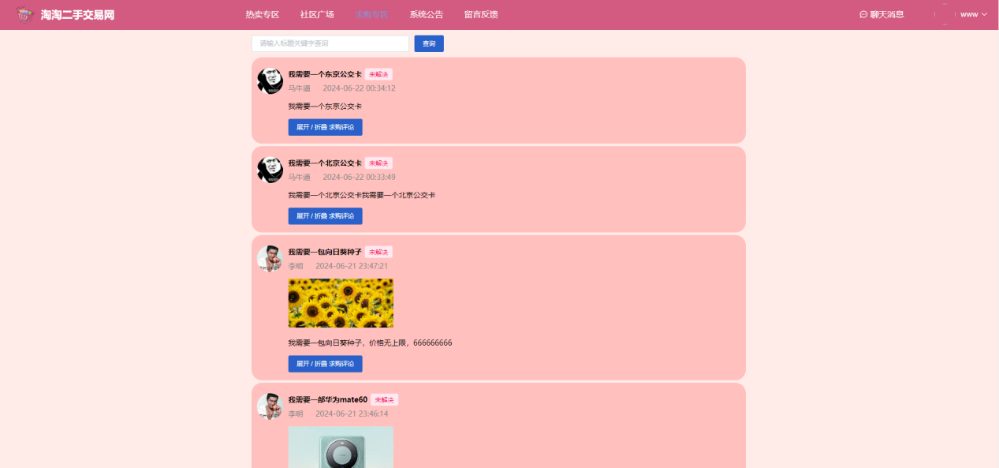 淘淘二手交易网
热卖专区 社区广场 求购专区 系统公告 留言反馈
聊天消息 www
请输入标题关键字查询 查询
我需要一个东京公交卡 未解决
马牛逼 2024-06-22 00:34:12
我需要一个东京公交卡
展开 / 折叠 求购评论
我需要一个北京公交卡 未解决
马牛逼 2024-06-22 00:33:49
我需要一个北京公交卡我需要一个北京公交卡
展开 / 折叠 求购评论
我需要一包向日葵种子 未解决
李明 2024-06-21 23:47:21
我需要一包向日葵种子，价格无上限，666666666
展开 / 折叠 求购评论
我需要一部华为mate60 未解决
李明 2024-06-21 23:46:14